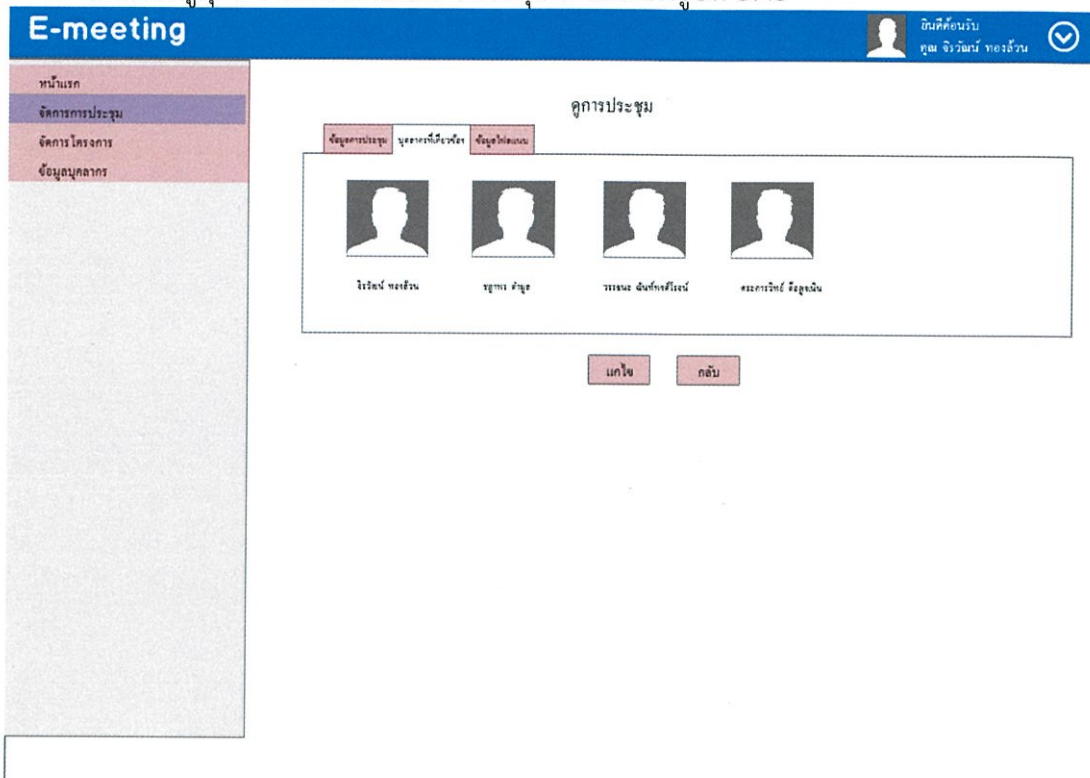 E-meeting
ยินดีต้อนรับ
คุณ จิรวัฒน์ ทองล้วน
หน้าแรก
จัดการการประชุม
จัดการโครงการ
ข้อมูลบุคลากร
ดูการประชุม
ข้อมูลการประชุม บุคลากรที่เกี่ยวข้อง ข้อมูลไฟล์แนบ
จิรวัฒน์ ทองล้วน
แก้ไข กลับ